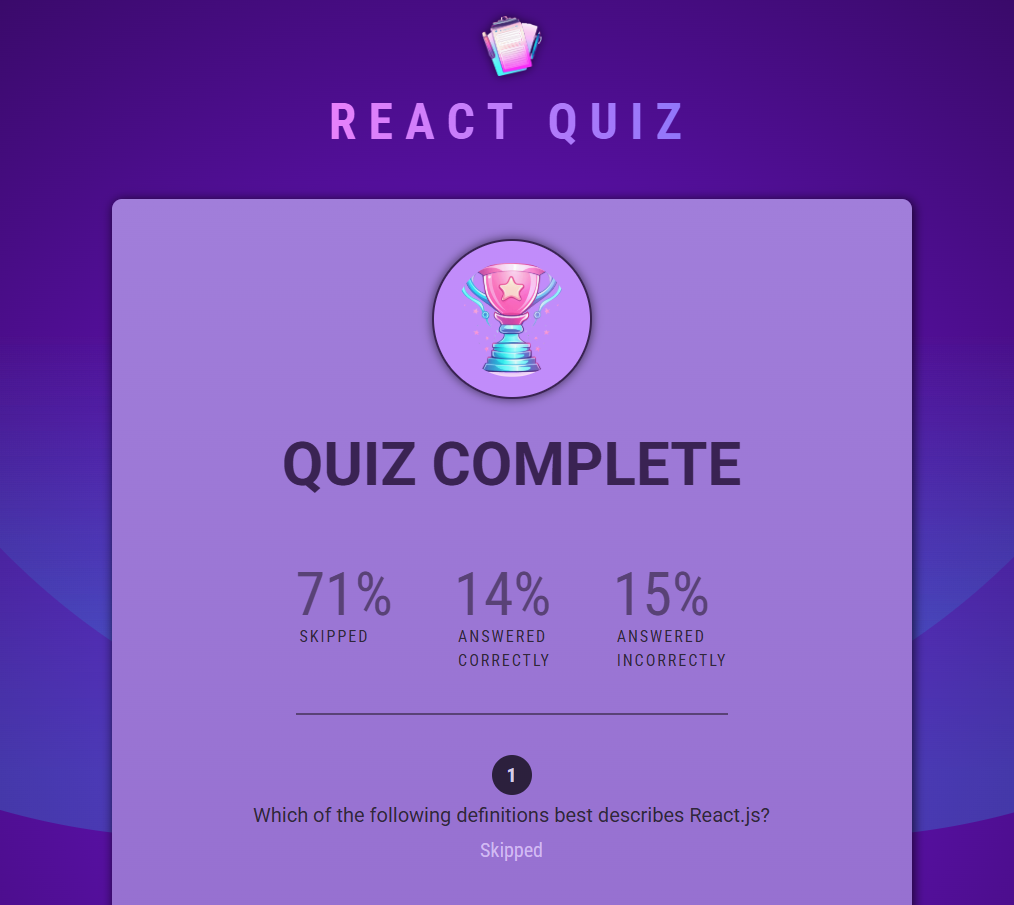 REACT QUIZ
QUIZ COMPLETE
71% 14% 15%
SKIPPED ANSWERED ANSWERED
CORRECTLY INCORRECTLY
1
Which of the following definitions best describes React.js?
Skipped